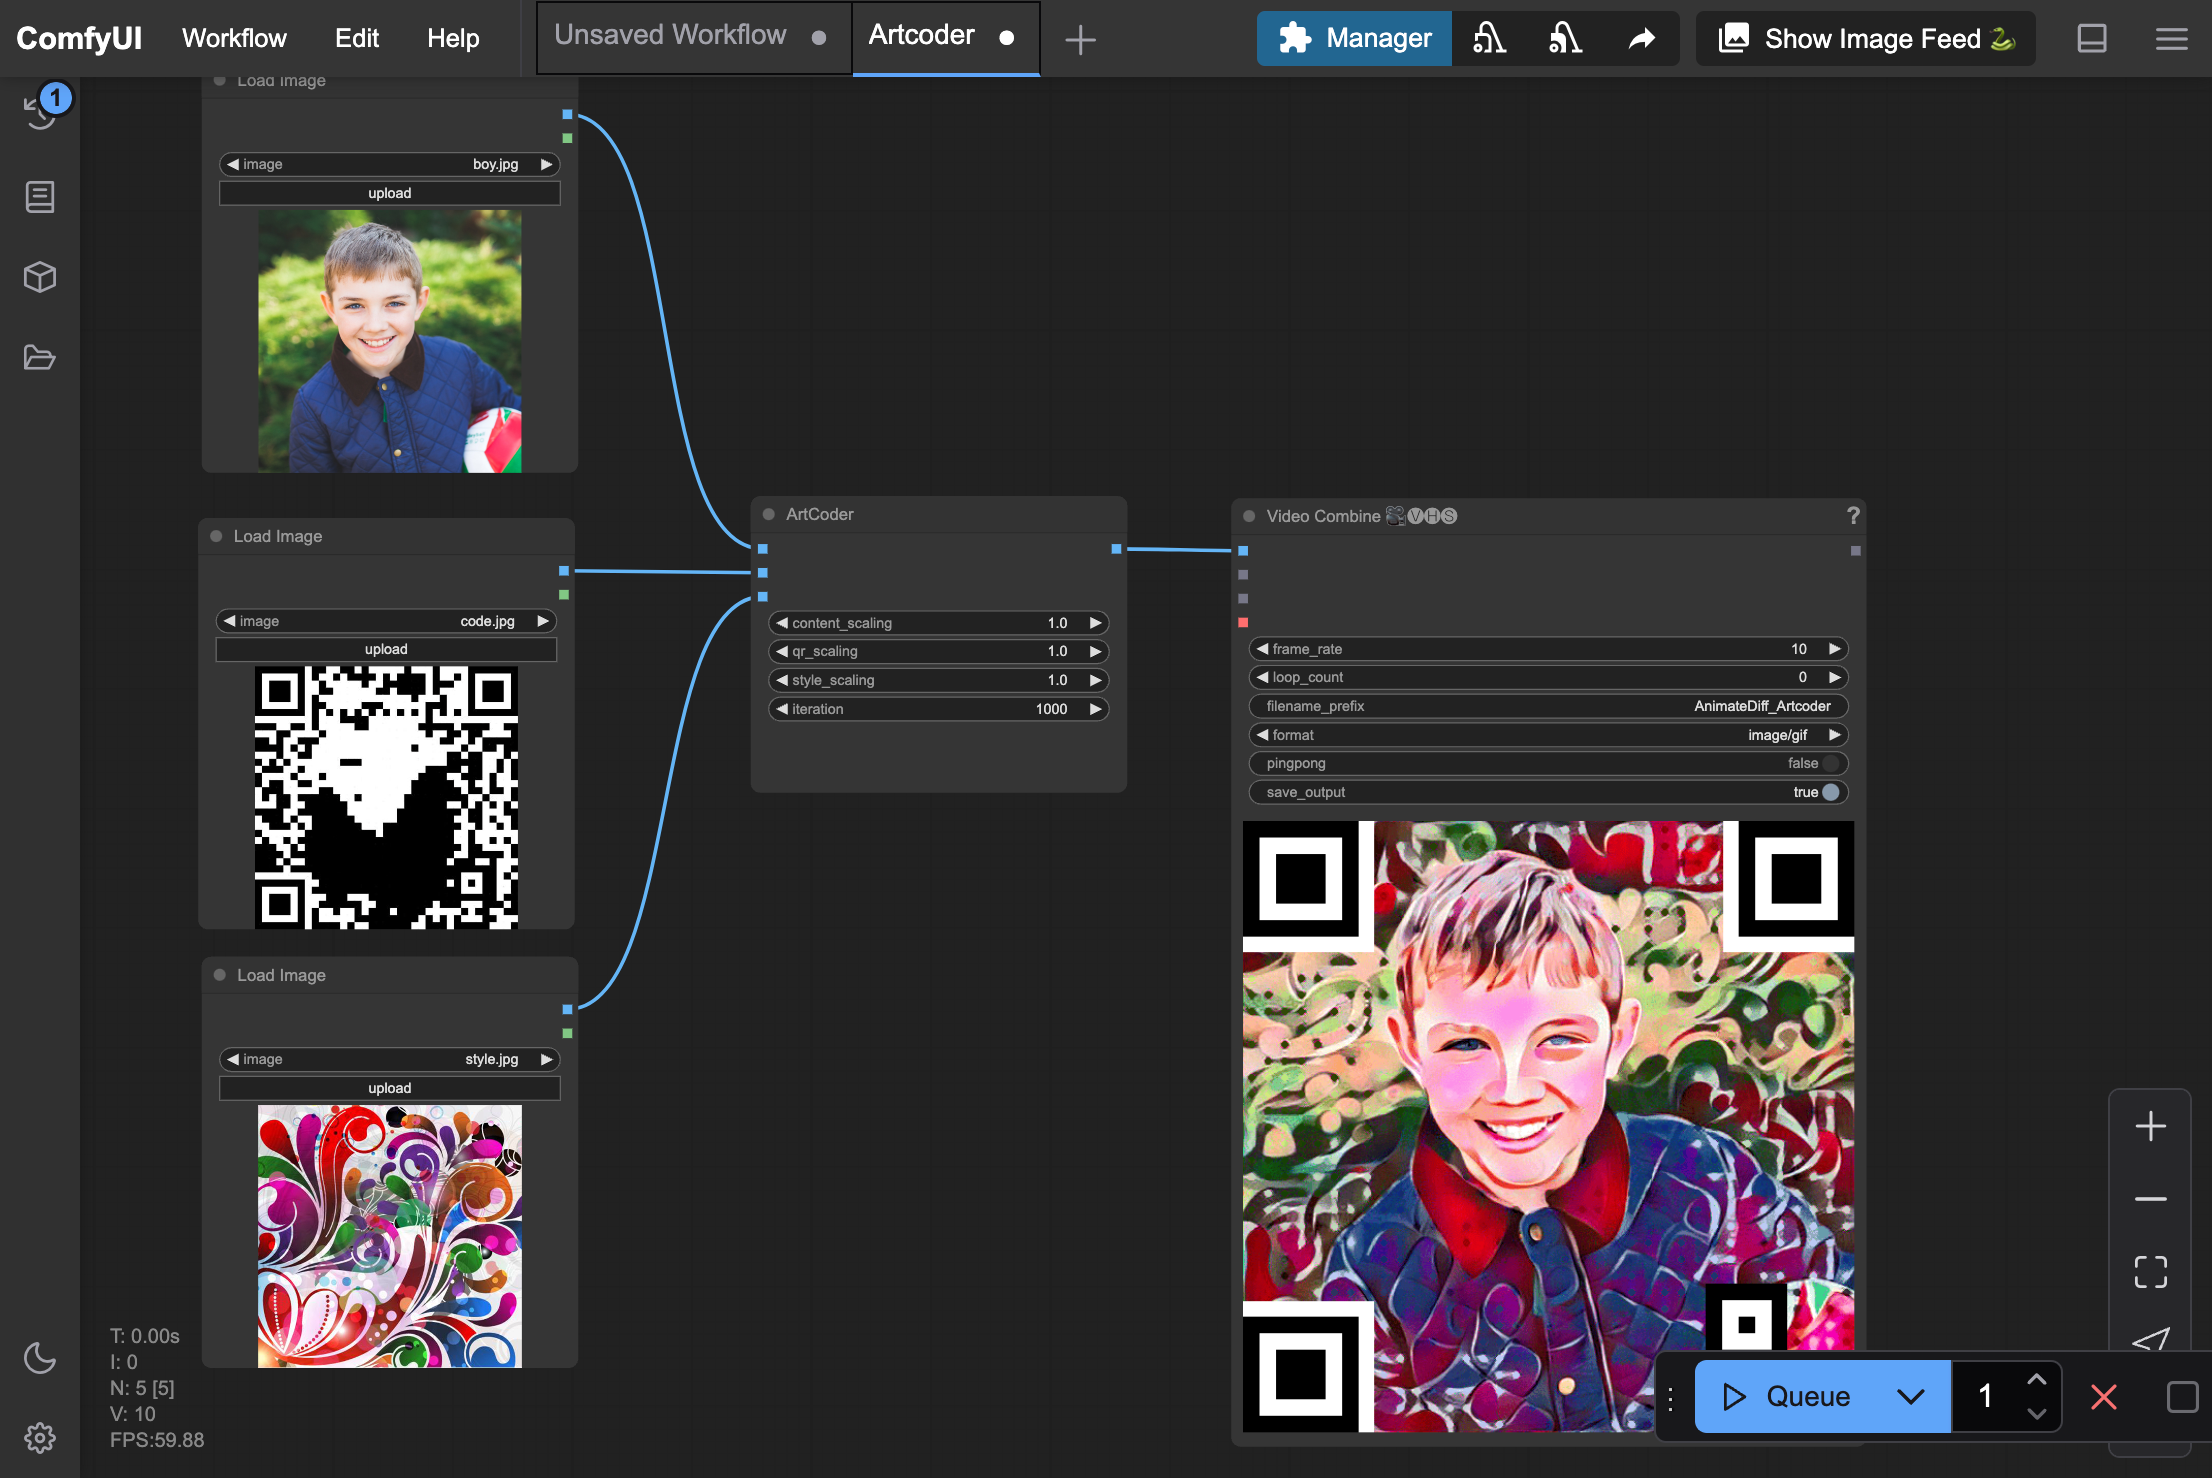 ComfyUI Workflow Edit Help Unsaved Workflow Artcoder Manager Show Image Feed
1
Load Image
image boy.jpg
upload
Load Image
image code.jpg
upload
Load Image
image style.jpg
upload
ArtCoder
content_scaling 1.0
qr_scaling 1.0
style_scaling 1.0
iteration 1000
Video Combine 🎥🅥🅗🅢 ?
frame_rate 10
loop_count 0
filename_prefix AnimateDiff_Artcoder
format image/gif
pingpong false
save_output true
T: 0.00s
I: 0
N: 5 [5]
V: 10
FPS:59.88
Queue 1